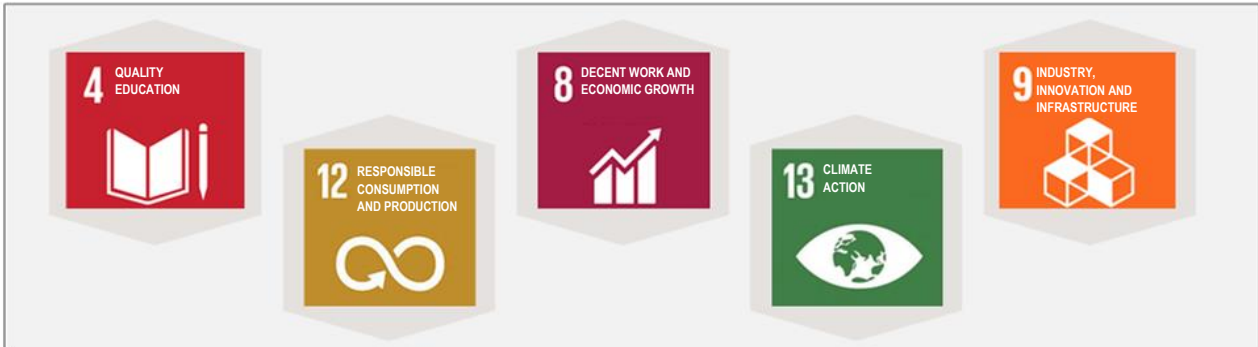 4 QUALITY
EDUCATION
12 RESPONSIBLE
CONSUMPTION
AND PRODUCTION
8 DECENT WORK AND
ECONOMIC GROWTH
13 CLIMATE
ACTION
9 INDUSTRY,
INNOVATION AND
INFRASTRUCTURE